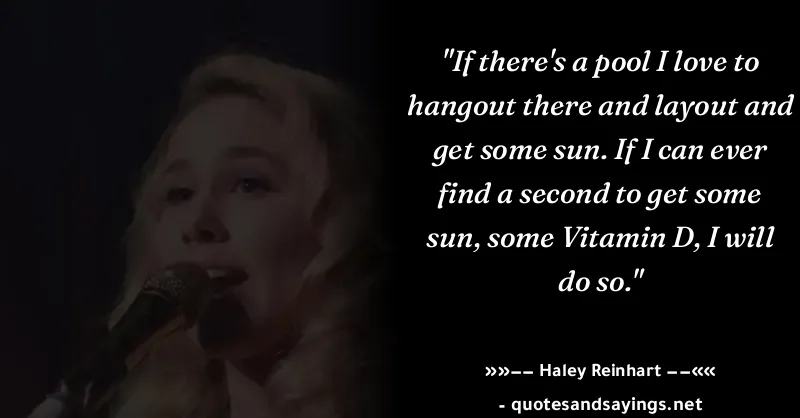 "If there's a pool I love to
hangout there and layout and
get some sun. If I can ever
find a second to get some
sun, some Vitamin D, I will
do so."
»»−− Haley Reinhart −−««
- quotesandsayings.net